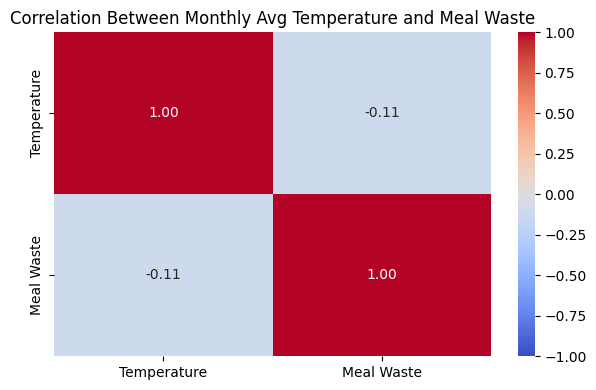 Correlation Between Monthly Avg Temperature and Meal Waste
Temperature
Meal Waste
1.00
-0.11
-0.11
1.00
Temperature
Meal Waste
1.00
0.75
0.50
0.25
0.00
−0.25
−0.50
−0.75
−1.00